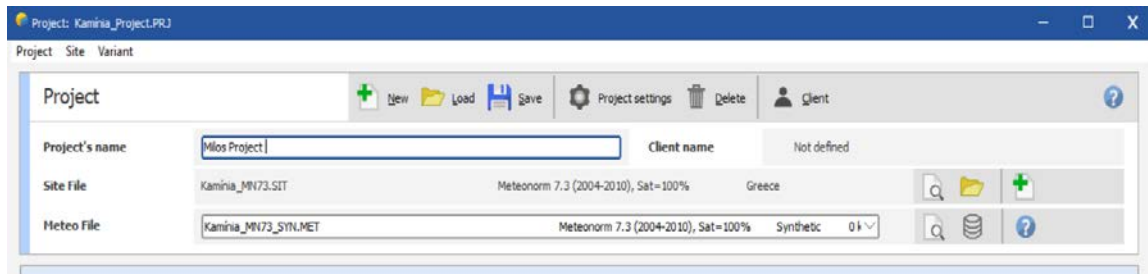 Project: Kaminia_Project.PRJ
Project Site Variant
Project New Load Save Project settings Delete Client
Project's name Milos Project Client name Not defined
Site File Kaminia_MN73.SIT Meteonorm 7.3 (2004-2010), Sat=100% Greece
Meteo File Kaminia_MN73_SYN.MET Meteonorm 7.3 (2004-2010), Sat=100% Synthetic 0 k